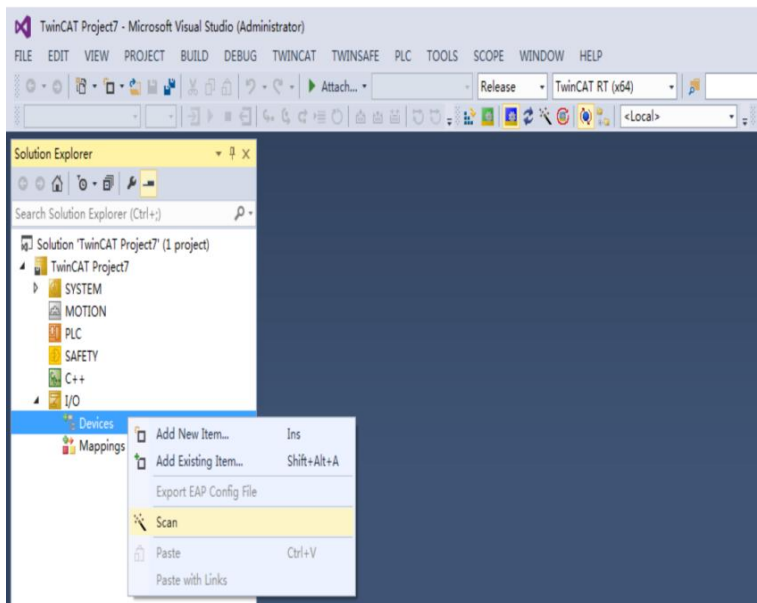 TwinCAT Project7 - Microsoft Visual Studio (Administrator)
FILE EDIT VIEW PROJECT BUILD DEBUG TWINCAT TWINSAFE PLC TOOLS SCOPE WINDOW HELP
Attach... Release TwinCAT RT (x64)
<Local>
Solution Explorer
Search Solution Explorer (Ctrl+;)
Solution 'TwinCAT Project7' (1 project)
TwinCAT Project7
SYSTEM
MOTION
PLC
SAFETY
C++
I/O
Devices
Mappings
Add New Item... Ins
Add Existing Item... Shift+Alt+A
Export EAP Config File
Scan
Paste Ctrl+V
Paste with Links